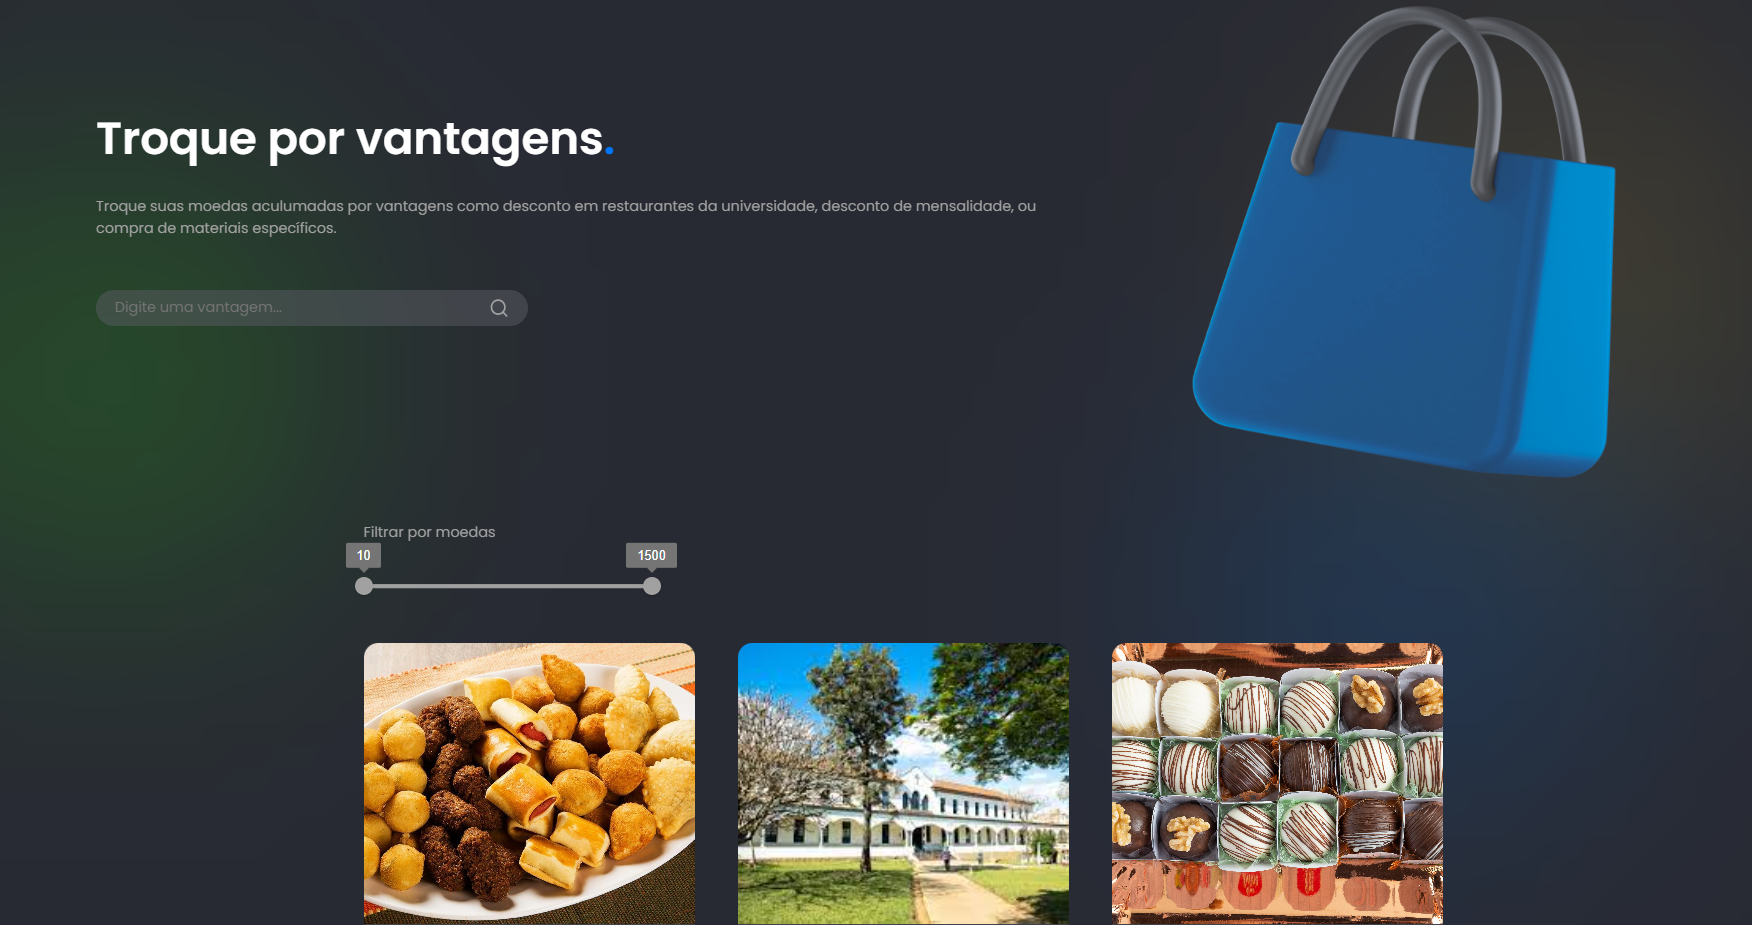 Troque por vantagens.
Troque suas moedas aculumadas por vantagens como desconto em restaurantes da universidade, desconto de mensalidade, ou
compra de materiais específicos.
Digite uma vantagem...
Filtrar por moedas
10 1500